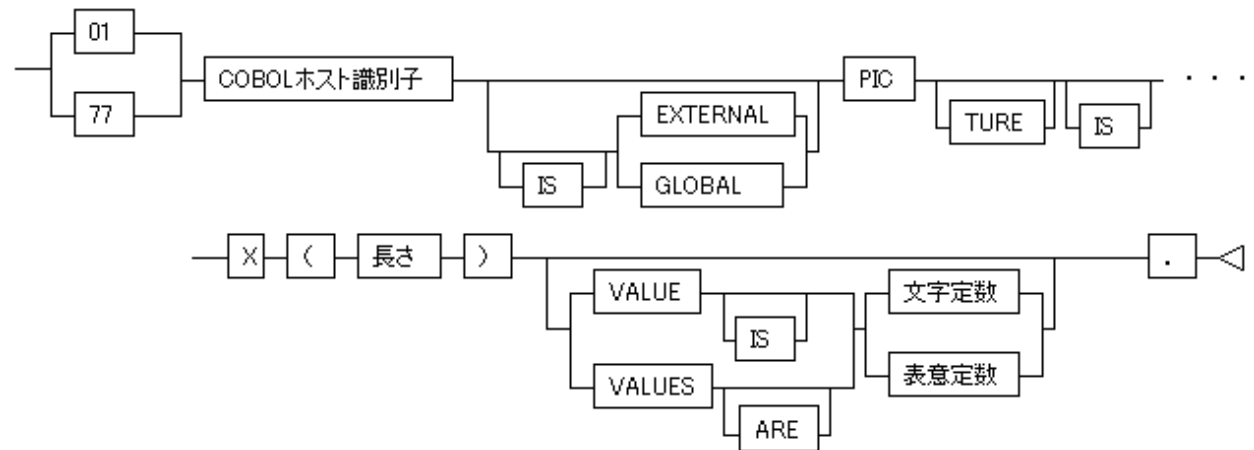 01
77
COBOLホスト識別子
IS
EXTERNAL
GLOBAL
PIC
TURE
IS
・・・
X
(
長さ
)
VALUE
IS
VALUES
ARE
文字定数
表意定数
.